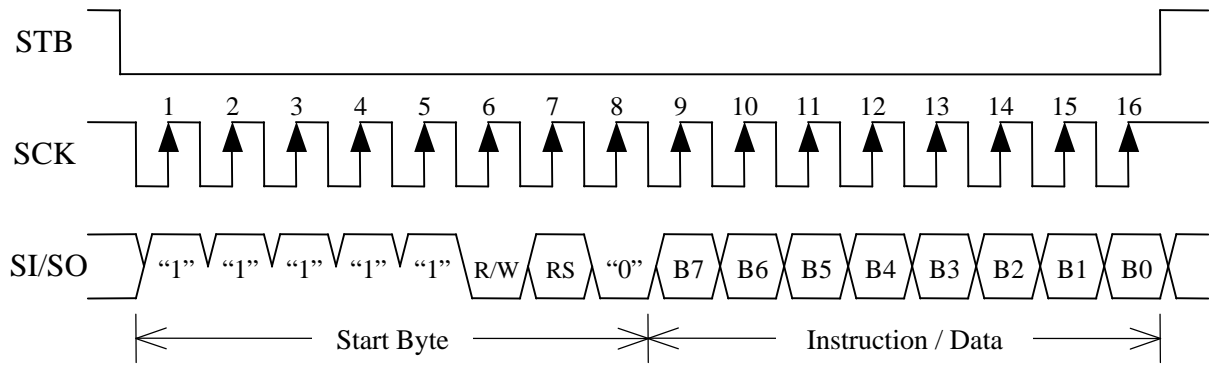 STB
1 2 3 4 5 6 7 8 9 10 11 12 13 14 15 16
SCK
SI/SO “1” “1” “1” “1” “1” R/W RS “0” B7 B6 B5 B4 B3 B2 B1 B0
Start Byte Instruction / Data